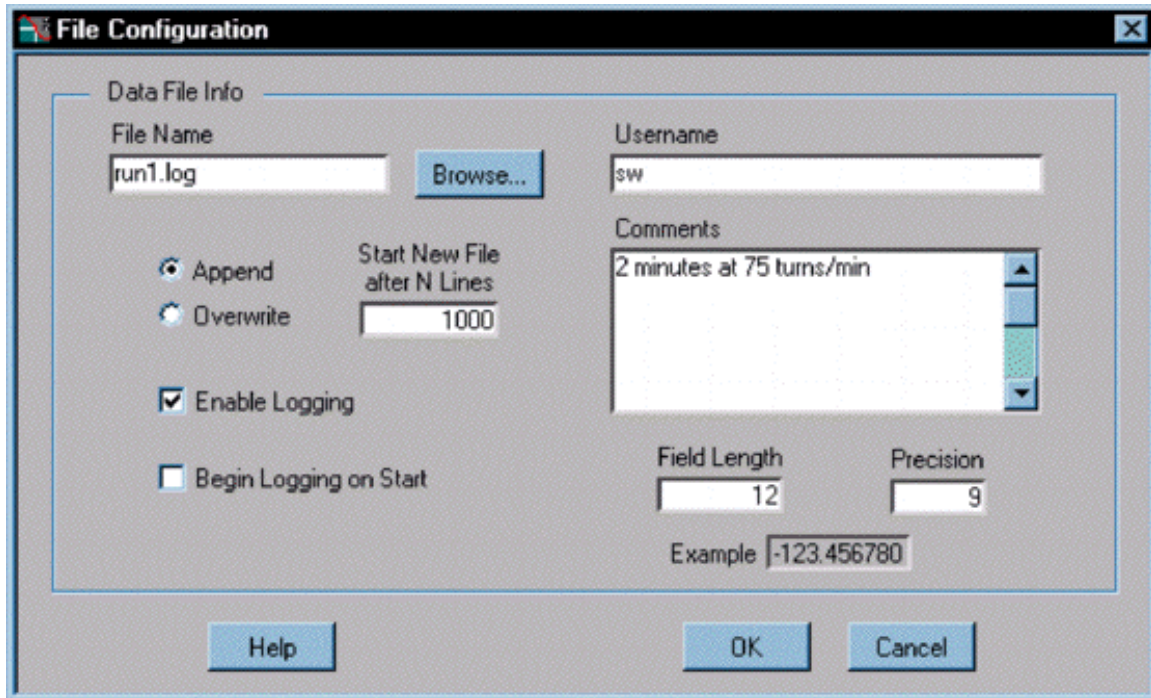 File Configuration
Data File Info
File Name
run1.log
Browse...
Username
sw
Append
Overwrite
Start New File
after N Lines
1000
Comments
2 minutes at 75 turns/min
Enable Logging
Begin Logging on Start
Field Length
12
Precision
9
Example -123.456780
Help
OK
Cancel